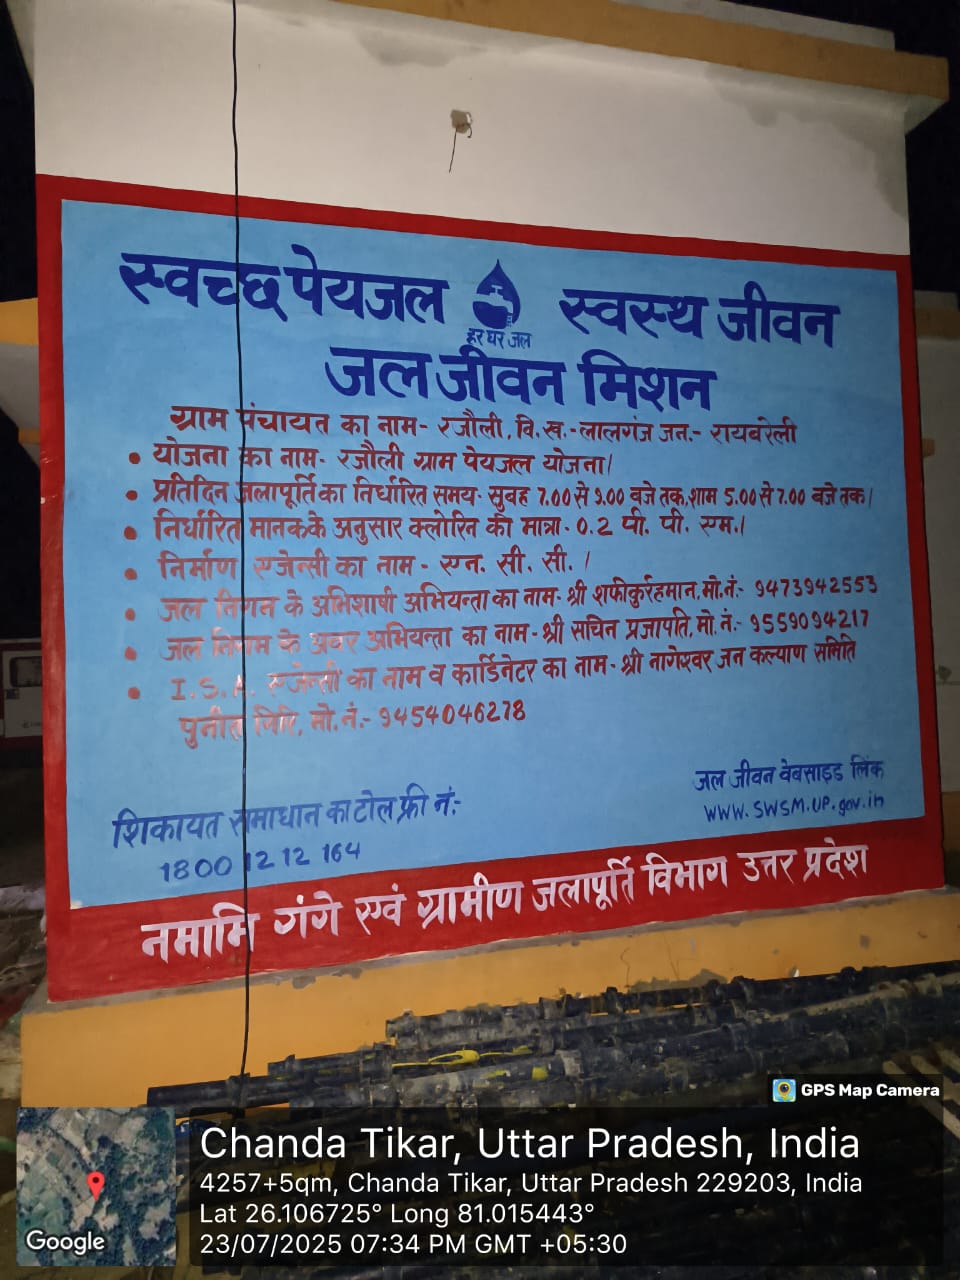 स्वच्छ पेयजल स्वस्थ जीवन
हर घर जल
जल जीवन मिशन
ग्राम पंचायत का नाम- रजौली, वि.ख.-लालगंज जन.- रायबरेली
• योजना का नाम- रजौली ग्राम पेयजल योजना।
• प्रतिदिन जलापूर्ति का निर्धारित समय- सुबह 7.00 से 9.00 बजे तक, शाम 5.00 से 7.00 बजे तक।
• निर्धारित मानक के अनुसार क्लोरिन की मात्रा- 0.2 पी. पी. एम.।
• निर्माण एजेन्सी का नाम - एन. सी. सी. ।
• जल निगम के अभिशाषी अभियन्ता का नाम- श्री शफीकुर्रहमान, मो.नं:- 9473942553
• जल निगम के अवर अभियन्ता का नाम- श्री सचिन प्रजापति, मो. नं.- 9559094217
• I.S.A. एजेन्सी का नाम व कार्डिनेटर का नाम- श्री नागेश्वर जन कल्याण समिति
पुनीत गिरि, मो. नं.- 9454046278
जल जीवन वेबसाइड लिंक
www.swsm.up.gov.in
शिकायत समाधान का टोल फ्री नं:-
1800 12 12 164
नमामि गंगे एवं ग्रामीण जलापूर्ति विभाग उत्तर प्रदेश
GPS Map Camera
Chanda Tikar, Uttar Pradesh, India
4257+5qm, Chanda Tikar, Uttar Pradesh 229203, India
Lat 26.106725° Long 81.015443°
23/07/2025 07:34 PM GMT +05:30
Google